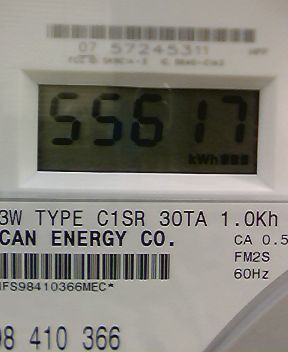 07 57245311
55617
kWh
3W TYPE C1SR 30TA 1.0Kh
CAN ENERGY CO.
CA 0.5
FM2S
60Hz
IFS98410366MEC*
98 410 366